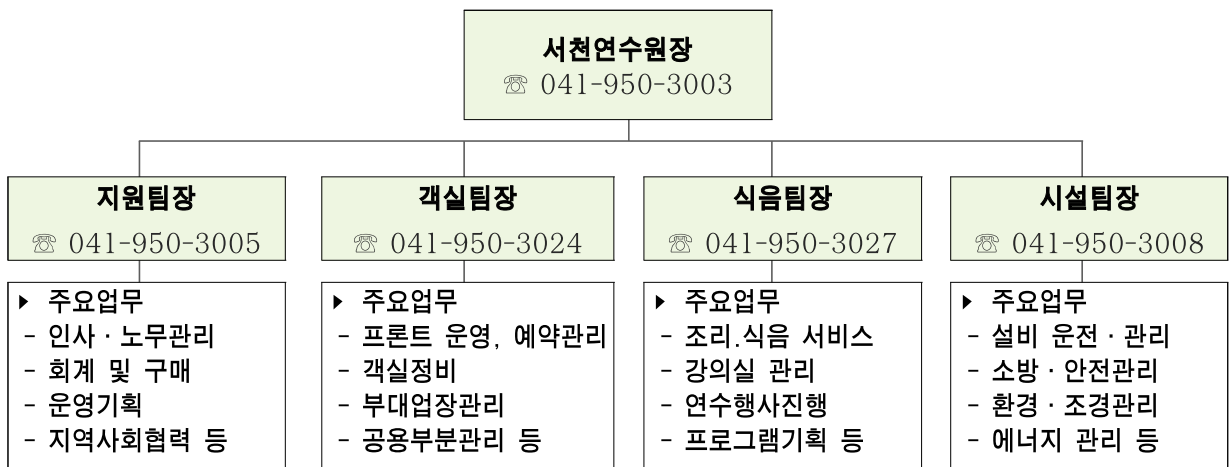 서천연수원장
☏ 041-950-3003
지원팀장
☏ 041-950-3005
객실팀장
☏ 041-950-3024
식음팀장
☏ 041-950-3027
시설팀장
☏ 041-950-3008
▸ 주요업무
- 인사 · 노무관리
- 회계 및 구매
- 운영기획
- 지역사회협력 등
▸ 주요업무
- 프론트 운영, 예약관리
- 객실정비
- 부대업장관리
- 공용부분관리 등
▸ 주요업무
- 조리.식음 서비스
- 강의실 관리
- 연수행사진행
- 프로그램기획 등
▸ 주요업무
- 설비 운전 · 관리
- 소방 · 안전관리
- 환경 · 조경관리
- 에너지 관리 등